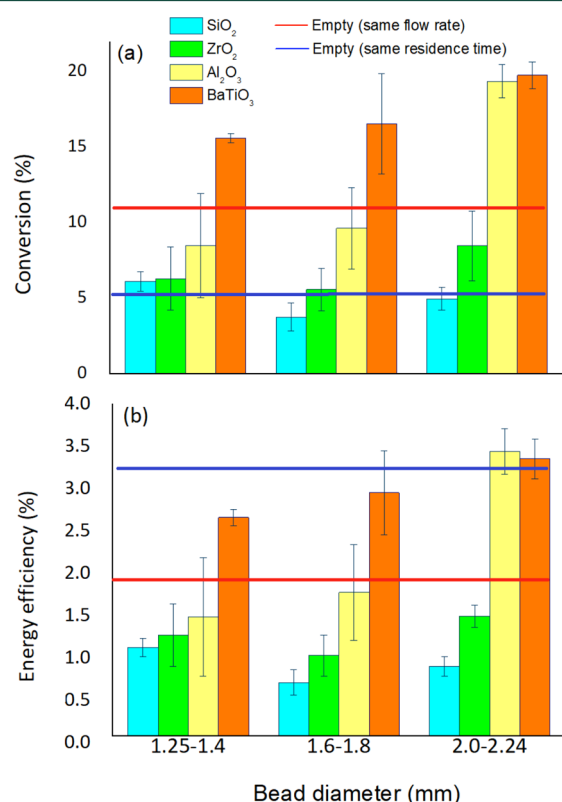 SiO2
ZrO2
Al2O3
BaTiO3
Empty (same flow rate)
Empty (same residence time)
(a)
20
15
10
5
0
Conversion (%)
(b)
4.0
3.5
3.0
2.5
2.0
1.5
1.0
0.5
0.0
Energy efficiency (%)
1.25-1.4 1.6-1.8 2.0-2.24
Bead diameter (mm)